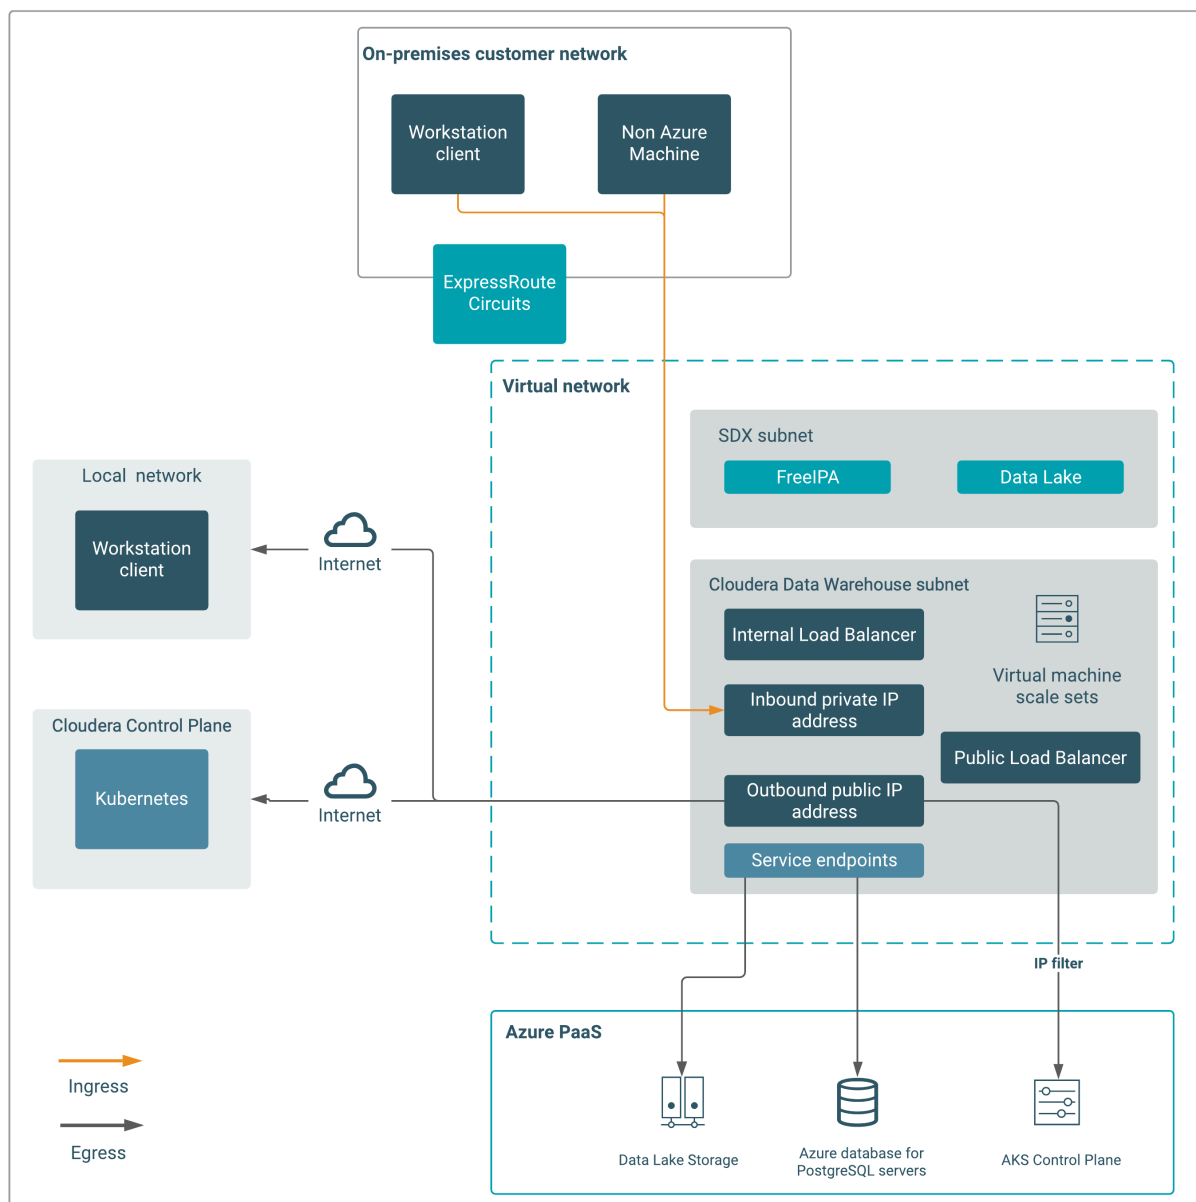 On-premises customer network
Workstation
client
Non Azure
Machine
ExpressRoute
Circuits
Virtual network
SDX subnet
FreeIPA
Data Lake
Local network
Workstation
client
Internet
Cloudera Data Warehouse subnet
Internal Load Balancer
Virtual machine
scale sets
Inbound private IP
address
Public Load Balancer
Cloudera Control Plane
Kubernetes
Internet
Outbound public IP
address
Service endpoints
IP filter
Azure PaaS
Ingress
Egress
Data Lake Storage
Azure database for
PostgreSQL servers
AKS Control Plane